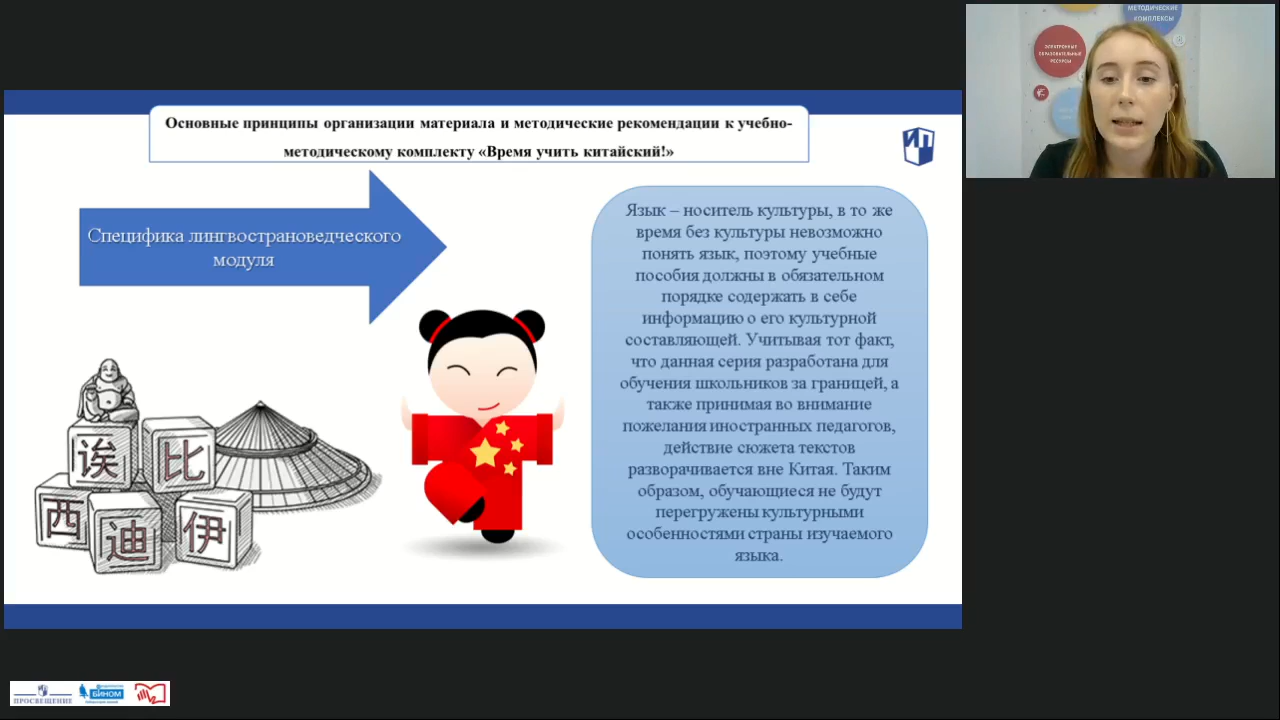 Основные принципы организации материала и методические рекомендации к учебно-
методическому комплекту «Время учить китайский!»
ИП
Специфика лингвострановедческого
модуля
Язык – носитель культуры, в то же
время без культуры невозможно
понять язык, поэтому учебные
пособия должны в обязательном
порядке содержать в себе
информацию о его культурной
составляющей. Учитывая тот факт,
что данная серия разработана для
обучения школьников за границей, а
также принимая во внимание
пожелания иностранных педагогов,
действие сюжета текстов
разворачивается вне Китая. Таким
образом, обучающиеся не будут
перегружены культурными
особенностями страны изучаемого
языка.
诶 比
西 迪 伊
МЕТОДИЧЕСКИЕ
КОМПЛЕКСЫ
ЭЛЕКТРОННЫЕ
ОБРАЗОВАТЕЛЬНЫЕ
РЕСУРСЫ
ПРОСВЕЩЕНИЕ
БИНОМ